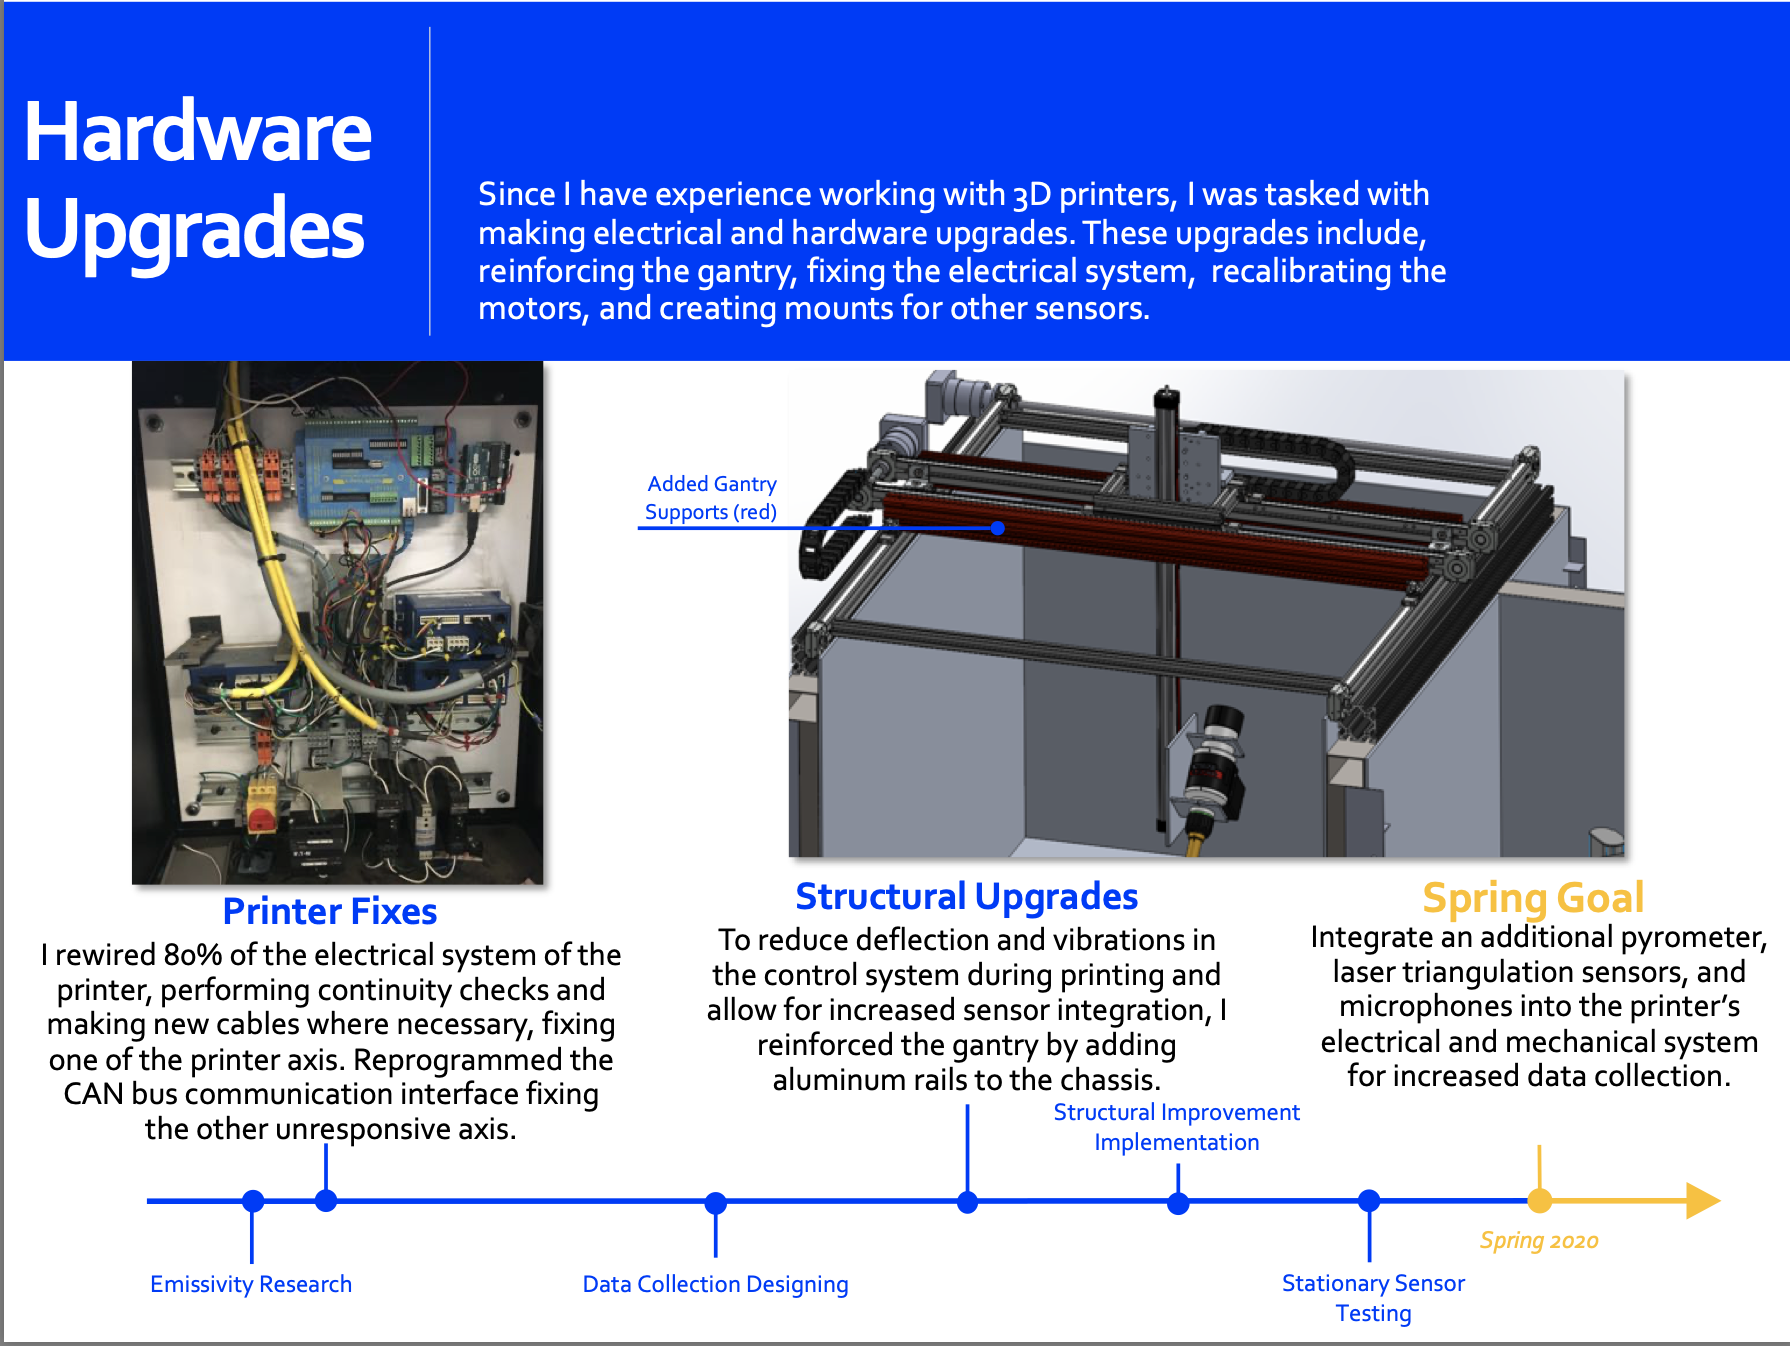 Hardware
Upgrades
Since I have experience working with 3D printers, I was tasked with
making electrical and hardware upgrades. These upgrades include,
reinforcing the gantry, fixing the electrical system,  recalibrating the
motors, and creating mounts for other sensors.
Added Gantry
Supports (red)
Printer Fixes
I rewired 80% of the electrical system of the
printer, performing continuity checks and
making new cables where necessary, fixing
one of the printer axis. Reprogrammed the
CAN bus communication interface fixing
the other unresponsive axis.
Structural Upgrades
To reduce deflection and vibrations in
the control system during printing and
allow for increased sensor integration, I
reinforced the gantry by adding
aluminum rails to the chassis.
Spring Goal
Integrate an additional pyrometer,
laser triangulation sensors, and
microphones into the printer’s
electrical and mechanical system
for increased data collection.
Structural Improvement
Implementation
Spring 2020
Emissivity Research
Data Collection Designing
Stationary Sensor
Testing